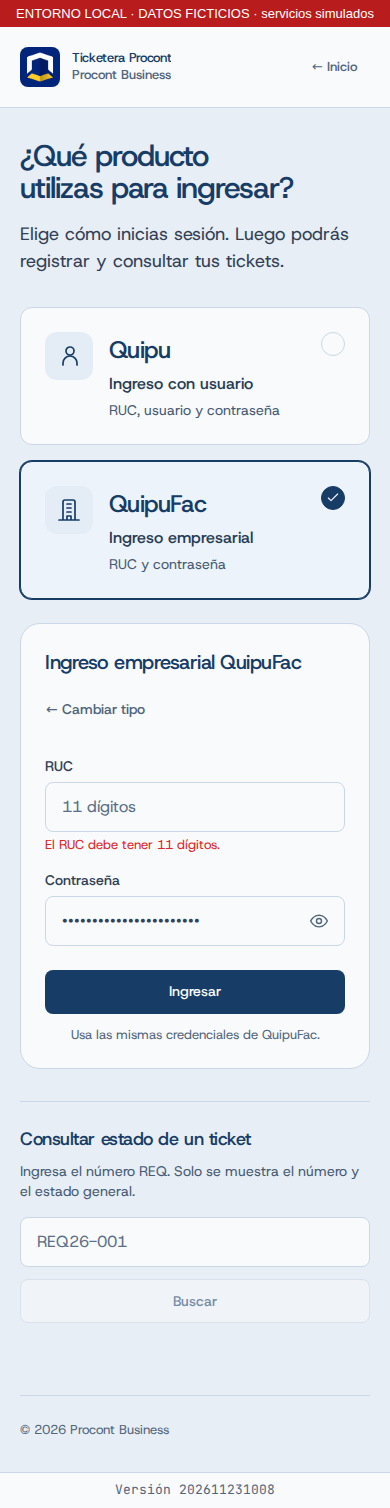 ENTORNO LOCAL · DATOS FICTICIOS · servicios simulados
Ticketera Procont
Procont Business
← Inicio
¿Qué producto
utilizas para ingresar?
Elige cómo inicias sesión. Luego podrás
registrar y consultar tus tickets.
Quipu
Ingreso con usuario
RUC, usuario y contraseña
QuipuFac
Ingreso empresarial
RUC y contraseña
Ingreso empresarial QuipuFac
← Cambiar tipo
RUC
11 dígitos
El RUC debe tener 11 dígitos.
Contraseña
•••••••••••••••••••••••
Ingresar
Usa las mismas credenciales de QuipuFac.
Consultar estado de un ticket
Ingresa el número REQ. Solo se muestra el número y
el estado general.
REQ26-001
Buscar
© 2026 Procont Business
Versión 202611231008